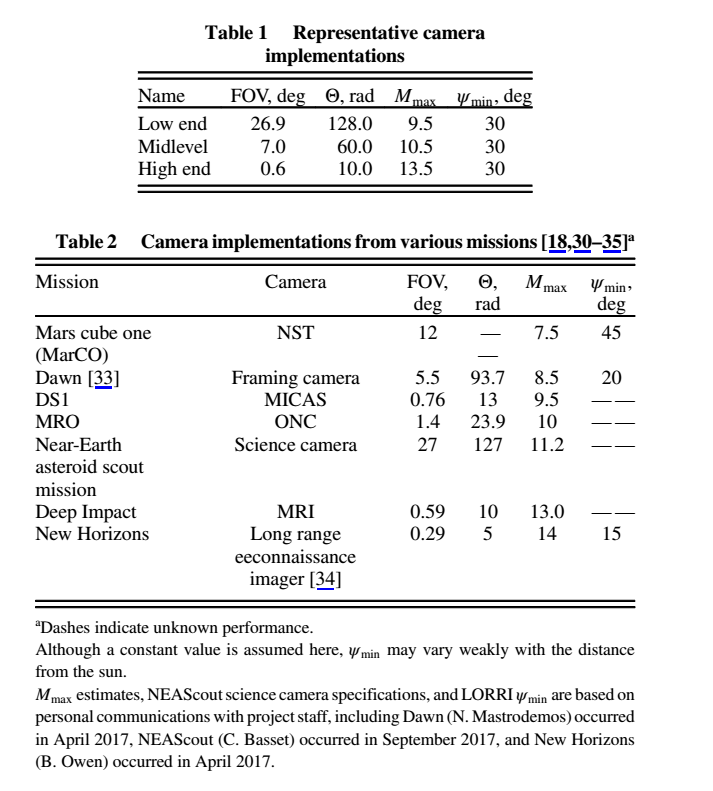 Table 1 Representative camera
implementations
Name FOV, deg Θ, rad M max ψ min, deg
Low end 26.9 128.0 9.5 30
Midlevel 7.0 60.0 10.5 30
High end 0.6 10.0 13.5 30
Table 2 Camera implementations from various missions [18,30–35]a
Mission Camera FOV, Θ, M max ψ min,
deg rad deg
Mars cube one NST 12 — 7.5 45
(MarCO) —
Dawn [33] Framing camera 5.5 93.7 8.5 20
DS1 MICAS 0.76 13 9.5 ——
MRO ONC 1.4 23.9 10 ——
Near-Earth Science camera 27 127 11.2 ——
asteroid scout
mission
Deep Impact MRI 0.59 10 13.0 ——
New Horizons Long range 0.29 5 14 15
eeconnaissance
imager [34]
aDashes indicate unknown performance.
Although a constant value is assumed here, ψ min may vary weakly with the distance
from the sun.
M max estimates, NEAScout science camera specifications, and LORRI ψ min are based on
personal communications with project staff, including Dawn (N. Mastrodemos) occurred
in April 2017, NEAScout (C. Basset) occurred in September 2017, and New Horizons
(B. Owen) occurred in April 2017.